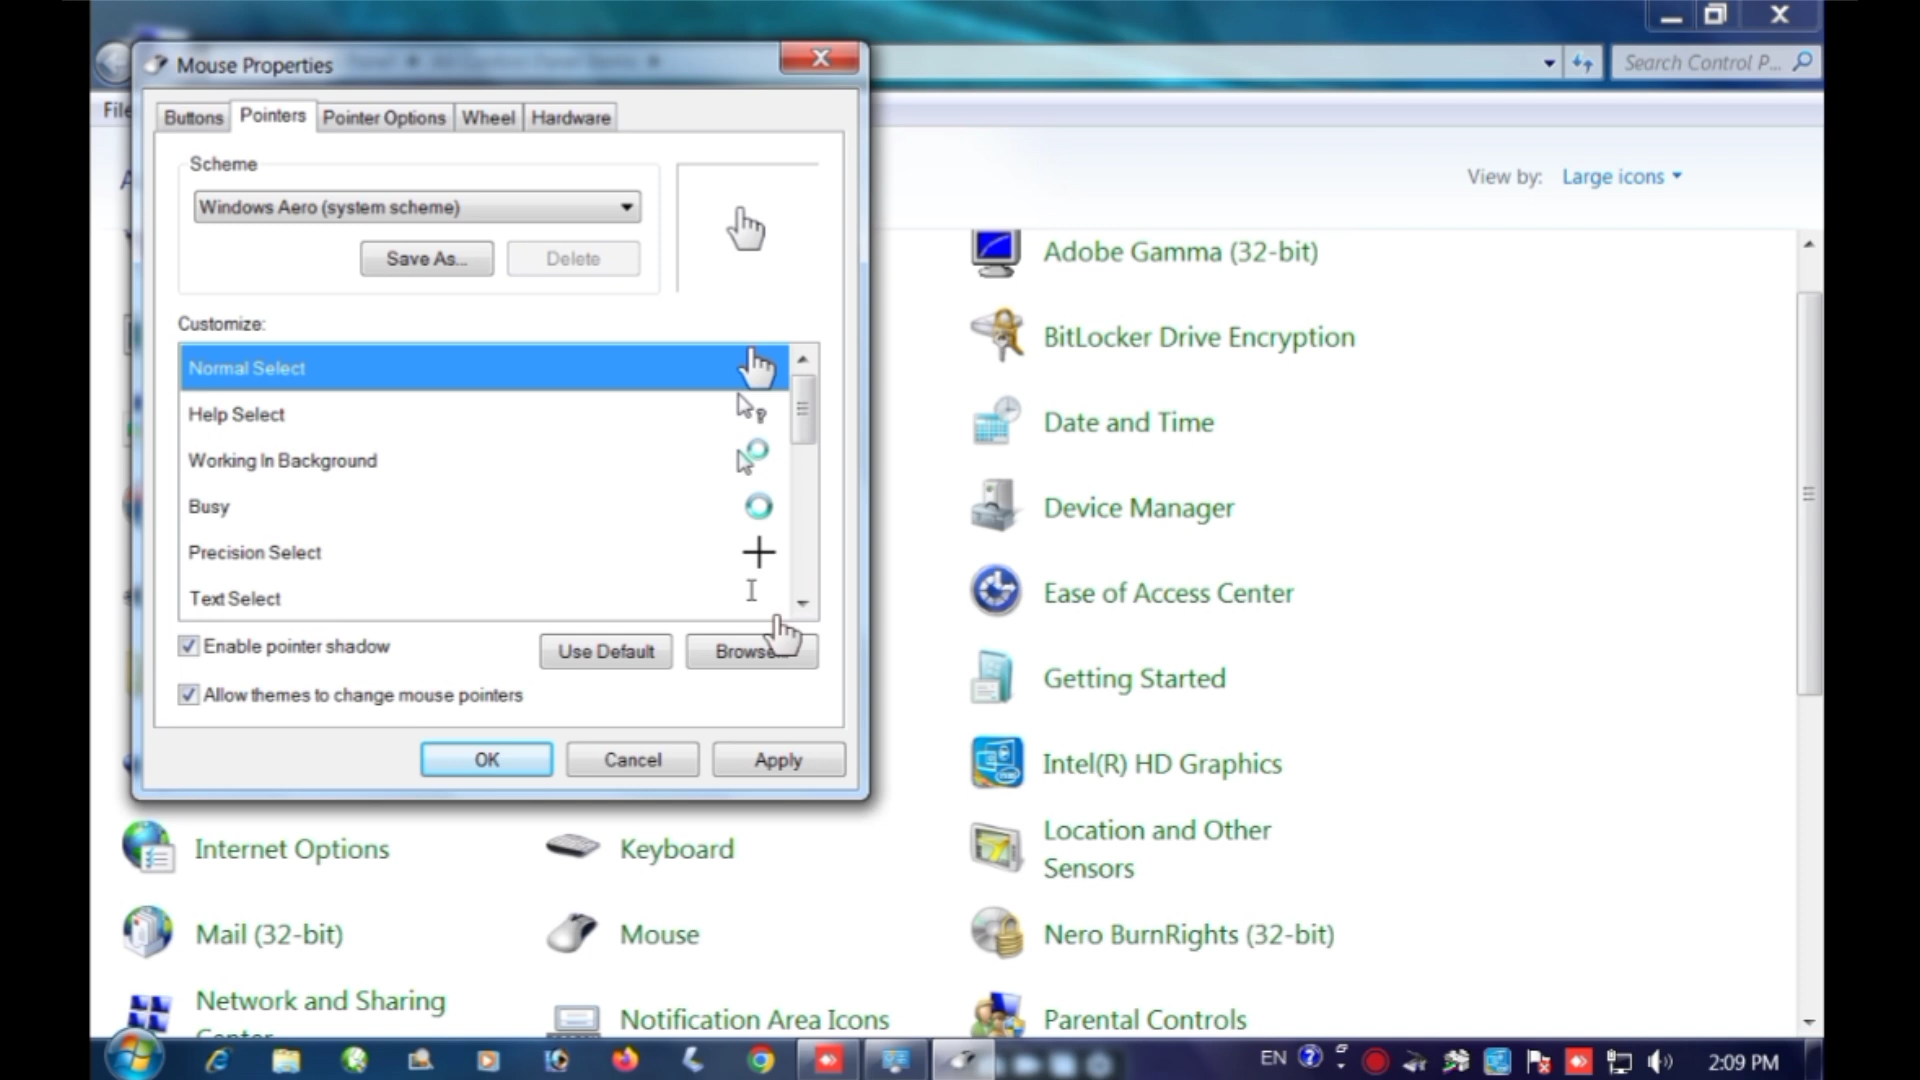 Mouse Properties
Search Control P...
File
Buttons
Pointers
Pointer Options
Wheel
Hardware
View by:
Large icons
Scheme
Windows Aero (system scheme)
Save As...
Delete
Customize:
Normal Select
Help Select
Working In Background
Busy
Precision Select
Text Select
Enable pointer shadow
Use Default
Allow themes to change mouse pointers
OK
Cancel
Apply
Adobe Gamma (32-bit)
BitLocker Drive Encryption
Date and Time
Device Manager
Ease of Access Center
Getting Started
Intel(R) HD Graphics
Internet Options
Keyboard
Location and Other
Sensors
Mail (32-bit)
Mouse
Nero BurnRights (32-bit)
Network and Sharing
Notification Area Icons
Parental Controls
EN
2:09 PM